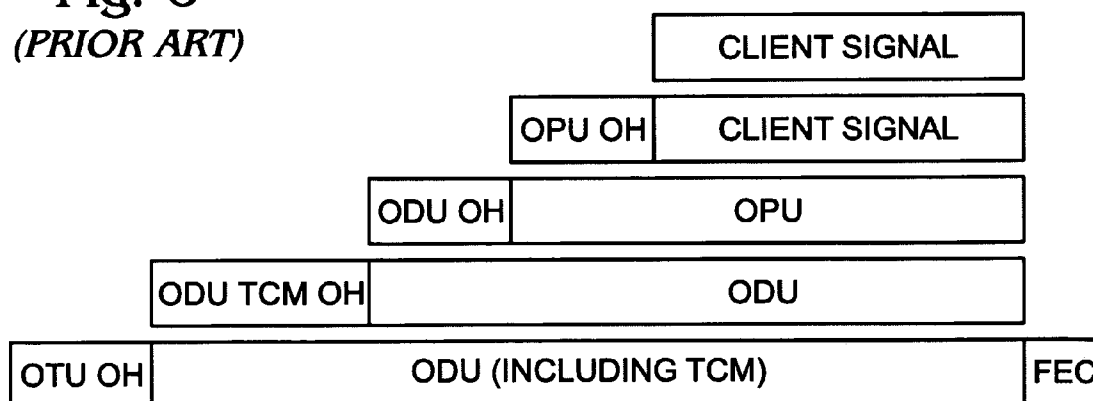 (PRIOR ART)
CLIENT SIGNAL
OPU OH CLIENT SIGNAL
ODU OH OPU
ODU TCM OH ODU
OTU OH ODU (INCLUDING TCM) FEC